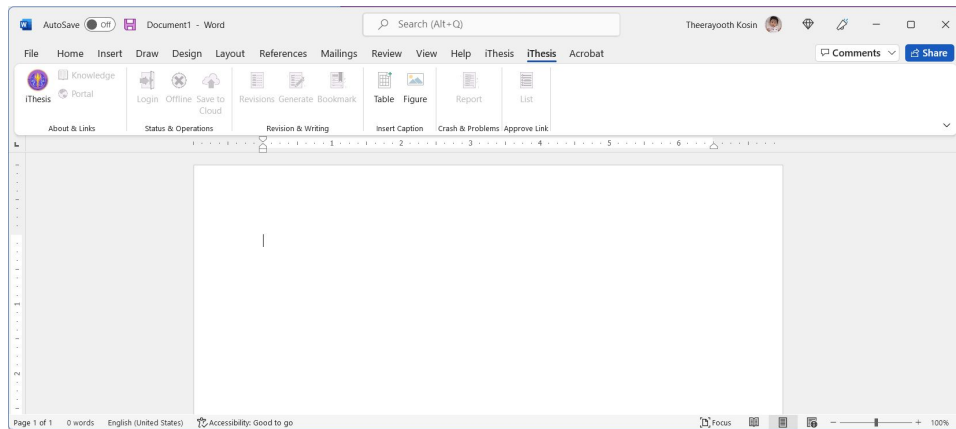 AutoSave Off Document1 - Word Search (Alt+Q) Theerayooth Kosin
File Home Insert Draw Design Layout References Mailings Review View Help iThesis iThesis Acrobat Comments Share
iThesis Knowledge Portal Login Offline Save to Cloud Revisions Generate Bookmark Table Figure Report List
About & Links Status & Operations Revision & Writing Insert Caption Crash & Problems Approve Link
1 2 3 4 5 6
1
2
Page 1 of 1 0 words English (United States) Accessibility: Good to go Focus 100%